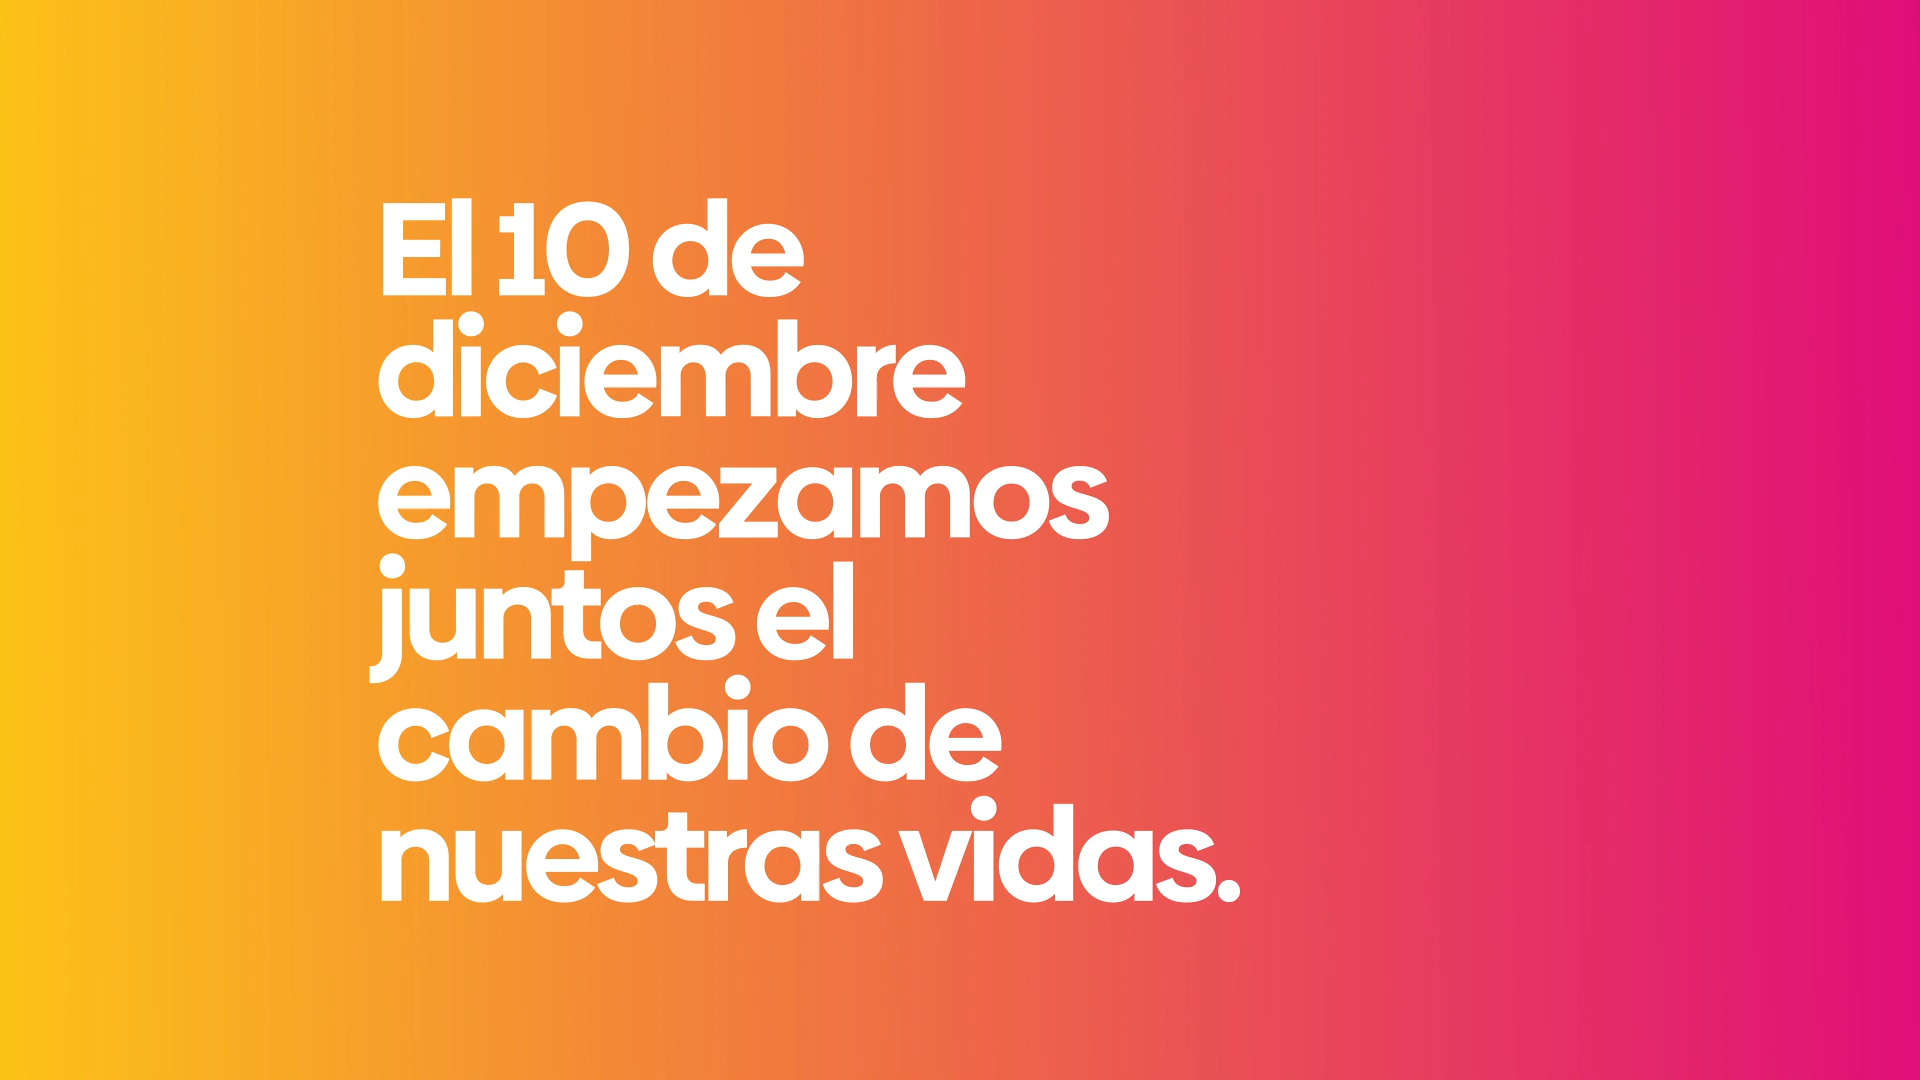 El 10 de
diciembre
empezamos
juntos el
cambio de
nuestras vidas.